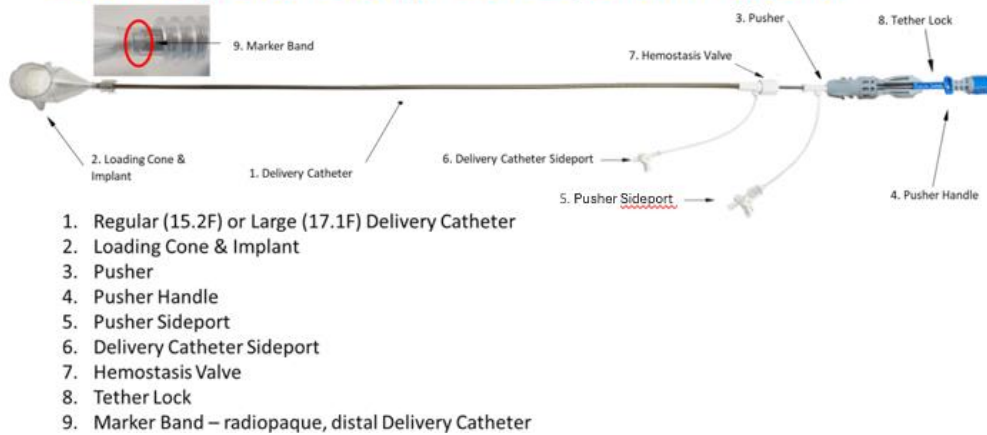 3. Pusher
8. Tether Lock
9. Marker Band
7. Hemostasis Valve
2. Loading Cone &
Implant
1. Delivery Catheter
6. Delivery Catheter Sideport
5. Pusher Sideport
4. Pusher Handle
1. Regular (15.2F) or Large (17.1F) Delivery Catheter
2. Loading Cone & Implant
3. Pusher
4. Pusher Handle
5. Pusher Sideport
6. Delivery Catheter Sideport
7. Hemostasis Valve
8. Tether Lock
9. Marker Band – radiopaque, distal Delivery Catheter